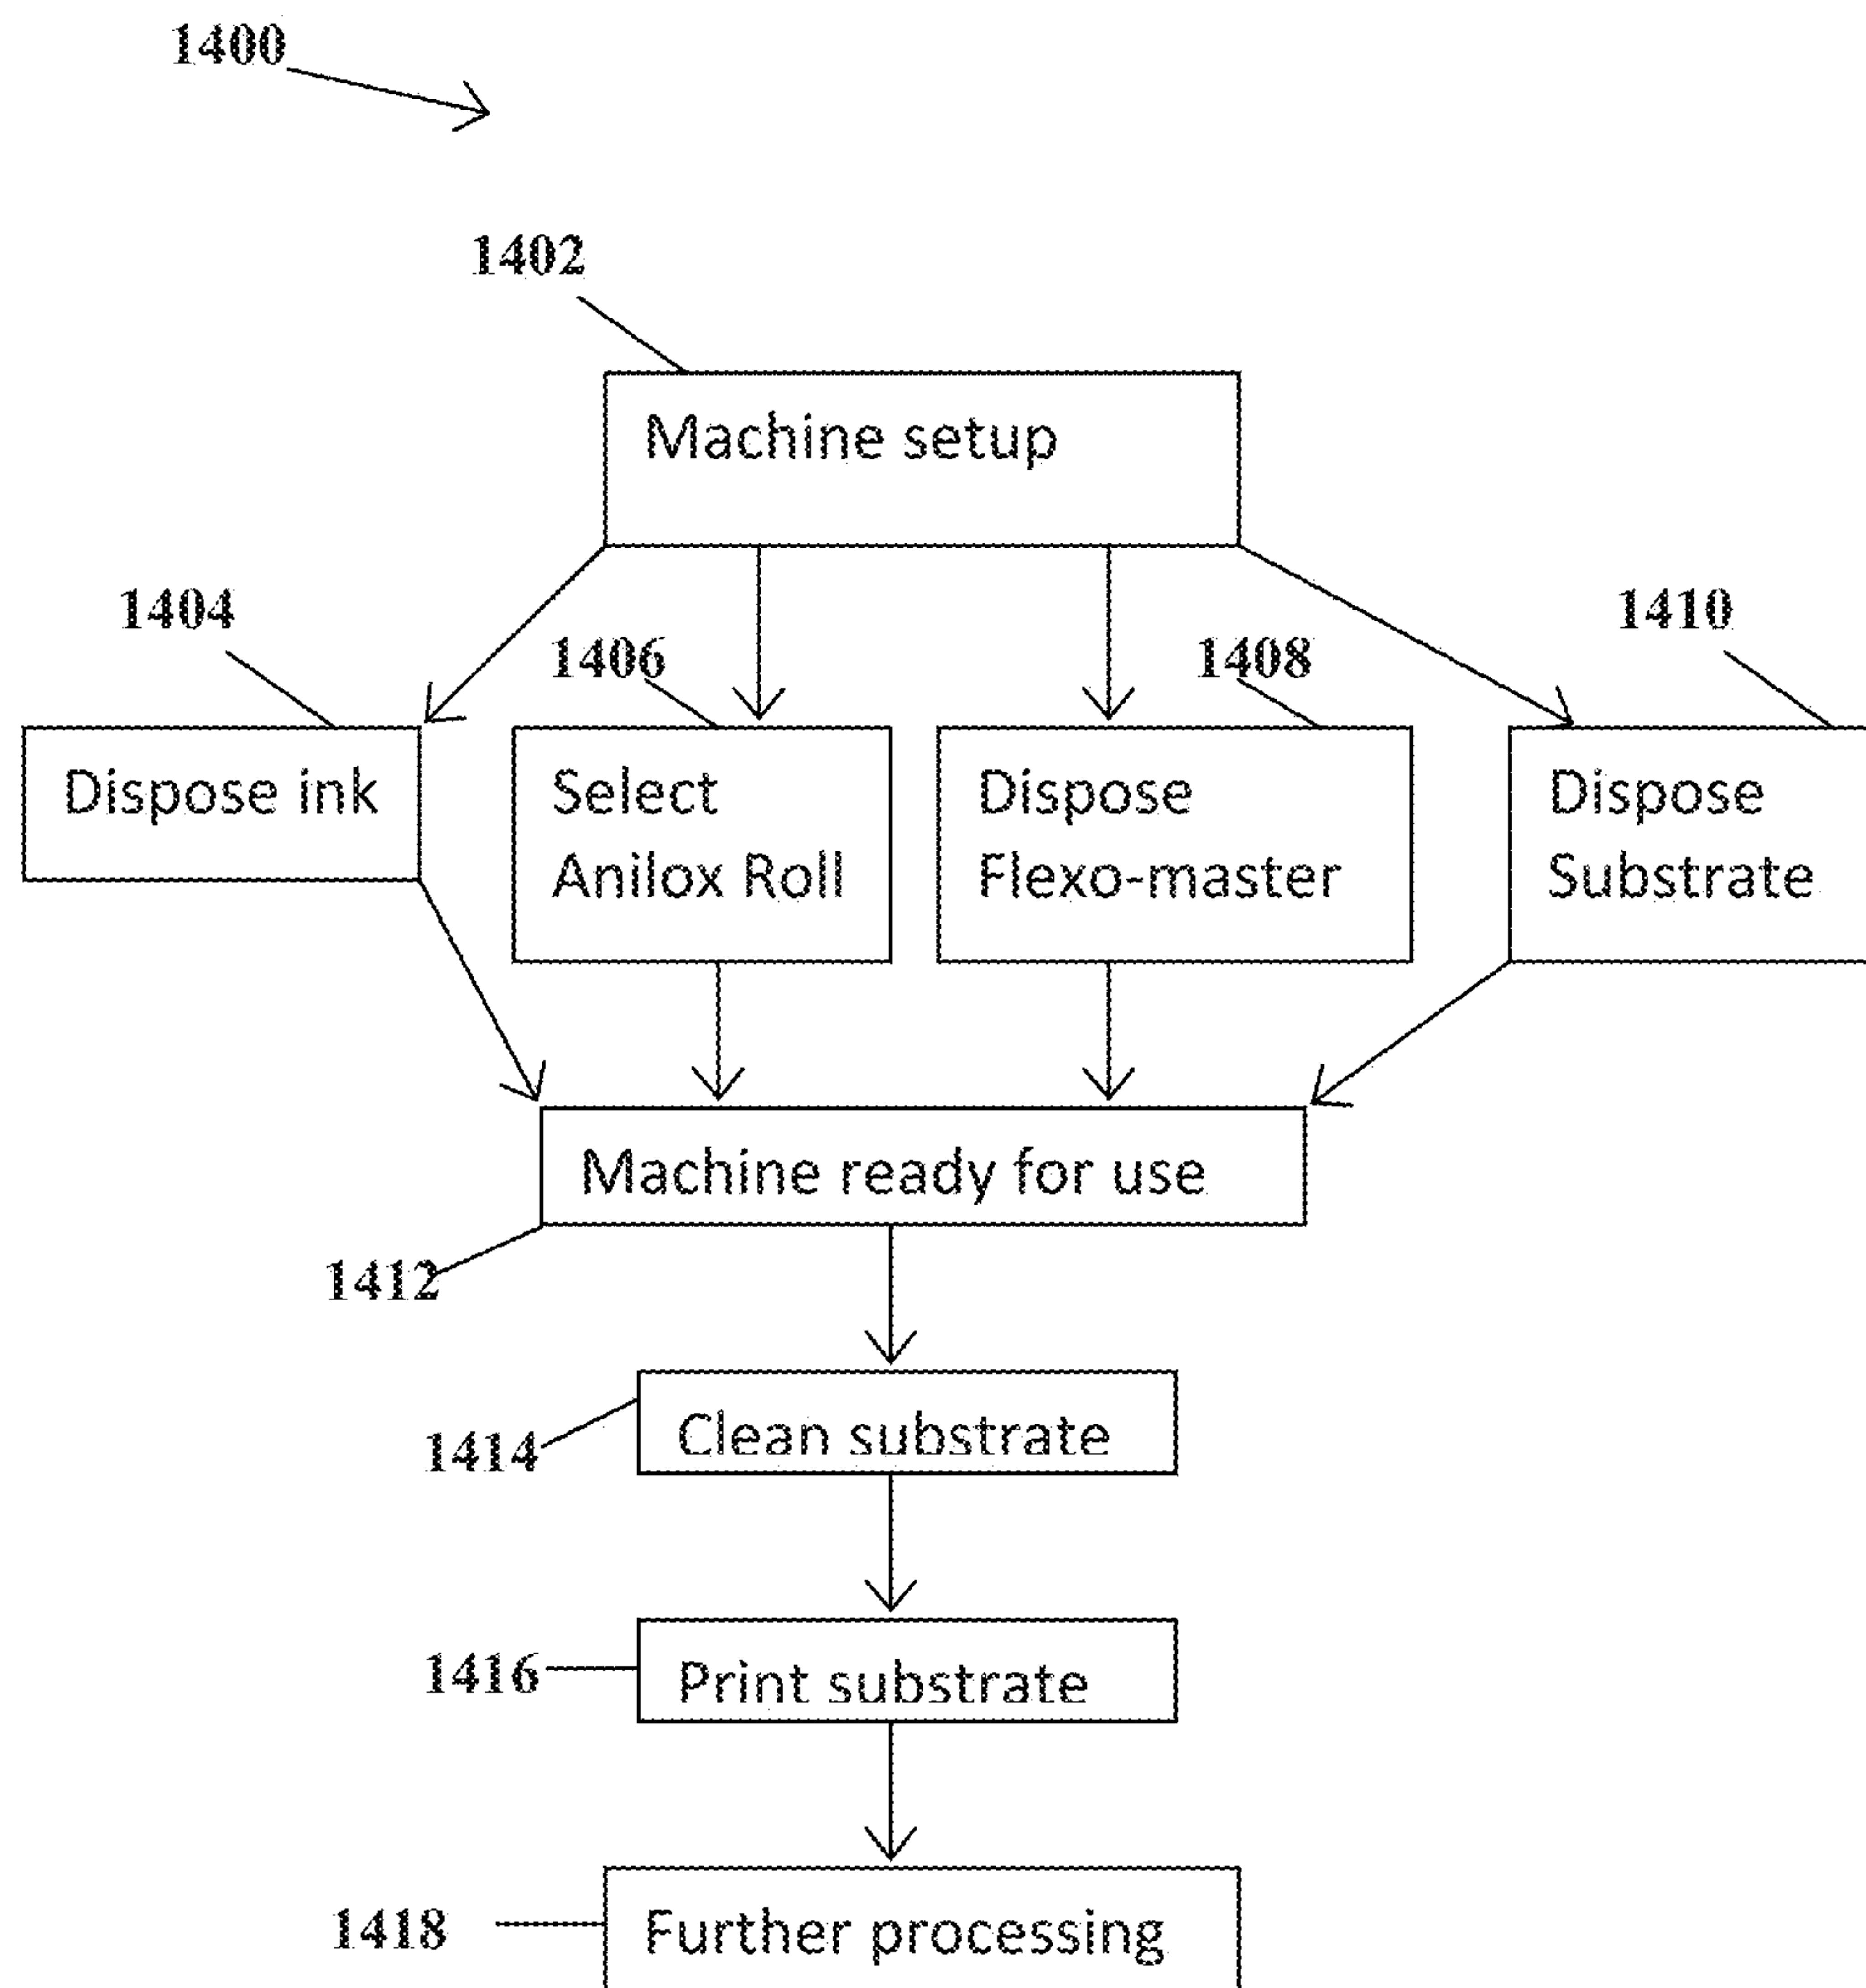 1400
1402
Machine setup
1404
1410
1406
1408
Dispose ink
Select
Anilox Roll
Dispose
Flexo-master
Dispose
Substrate
Machine ready for use
1412
Clean substrate
1414
Print substrate
1416
Further processing
1418